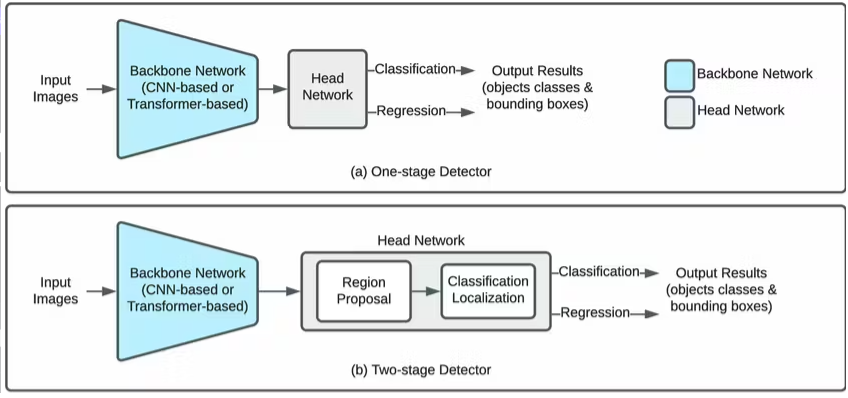 Input
Images
Backbone Network
(CNN-based or
Transformer-based)
Head
Network
Classification
Regression
Output Results
(objects classes &
bounding boxes)
Backbone Network
Head Network
(a) One-stage Detector
Head Network
Input
Images
Backbone Network
(CNN-based or
Transformer-based)
Region
Proposal
Classification
Localization
Classification
Regression
Output Results
(objects classes &
bounding boxes)
(b) Two-stage Detector